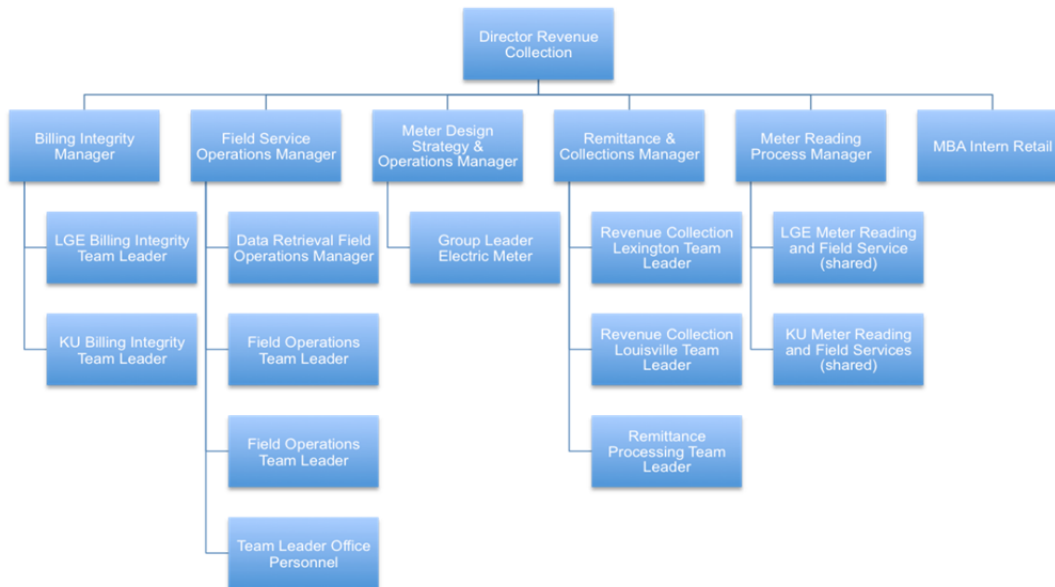 Director Revenue
Collection
Billing Integrity
Manager
Field Service
Operations Manager
Meter Design
Strategy &
Operations Manager
Remittance &
Collections Manager
Meter Reading
Process Manager
MBA Intern Retail
LGE Billing Integrity
Team Leader
Data Retrieval Field
Operations Manager
Group Leader
Electric Meter
Revenue Collection
Lexington Team
Leader
LGE Meter Reading
and Field Service
(shared)
KU Billing Integrity
Team Leader
Field Operations
Team Leader
Revenue Collection
Louisville Team
Leader
KU Meter Reading
and Field Services
(shared)
Field Operations
Team Leader
Remittance
Processing Team
Leader
Team Leader Office
Personnel